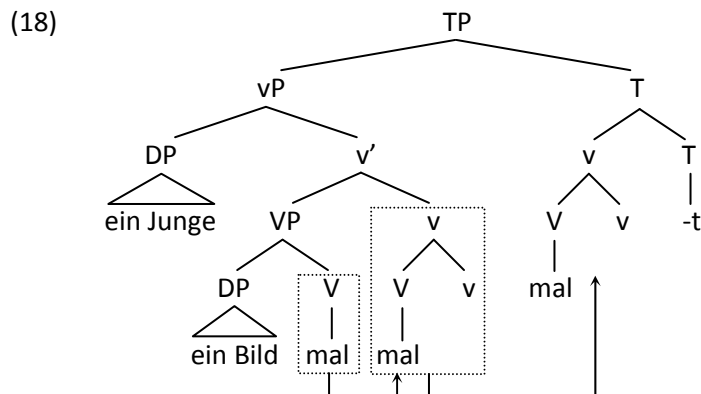 (18) TP
vP T
DP v’ v T
ein Junge VP v V v -t
DP V V v mal
ein Bild mal mal